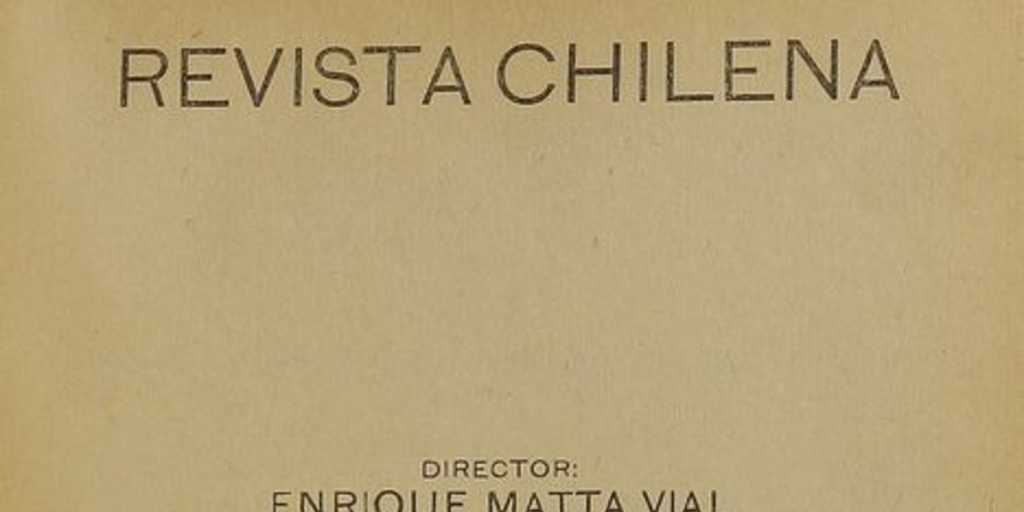 REVISTA CHILENA
DIRECTOR:
ENRIQUE MATTA VIAL